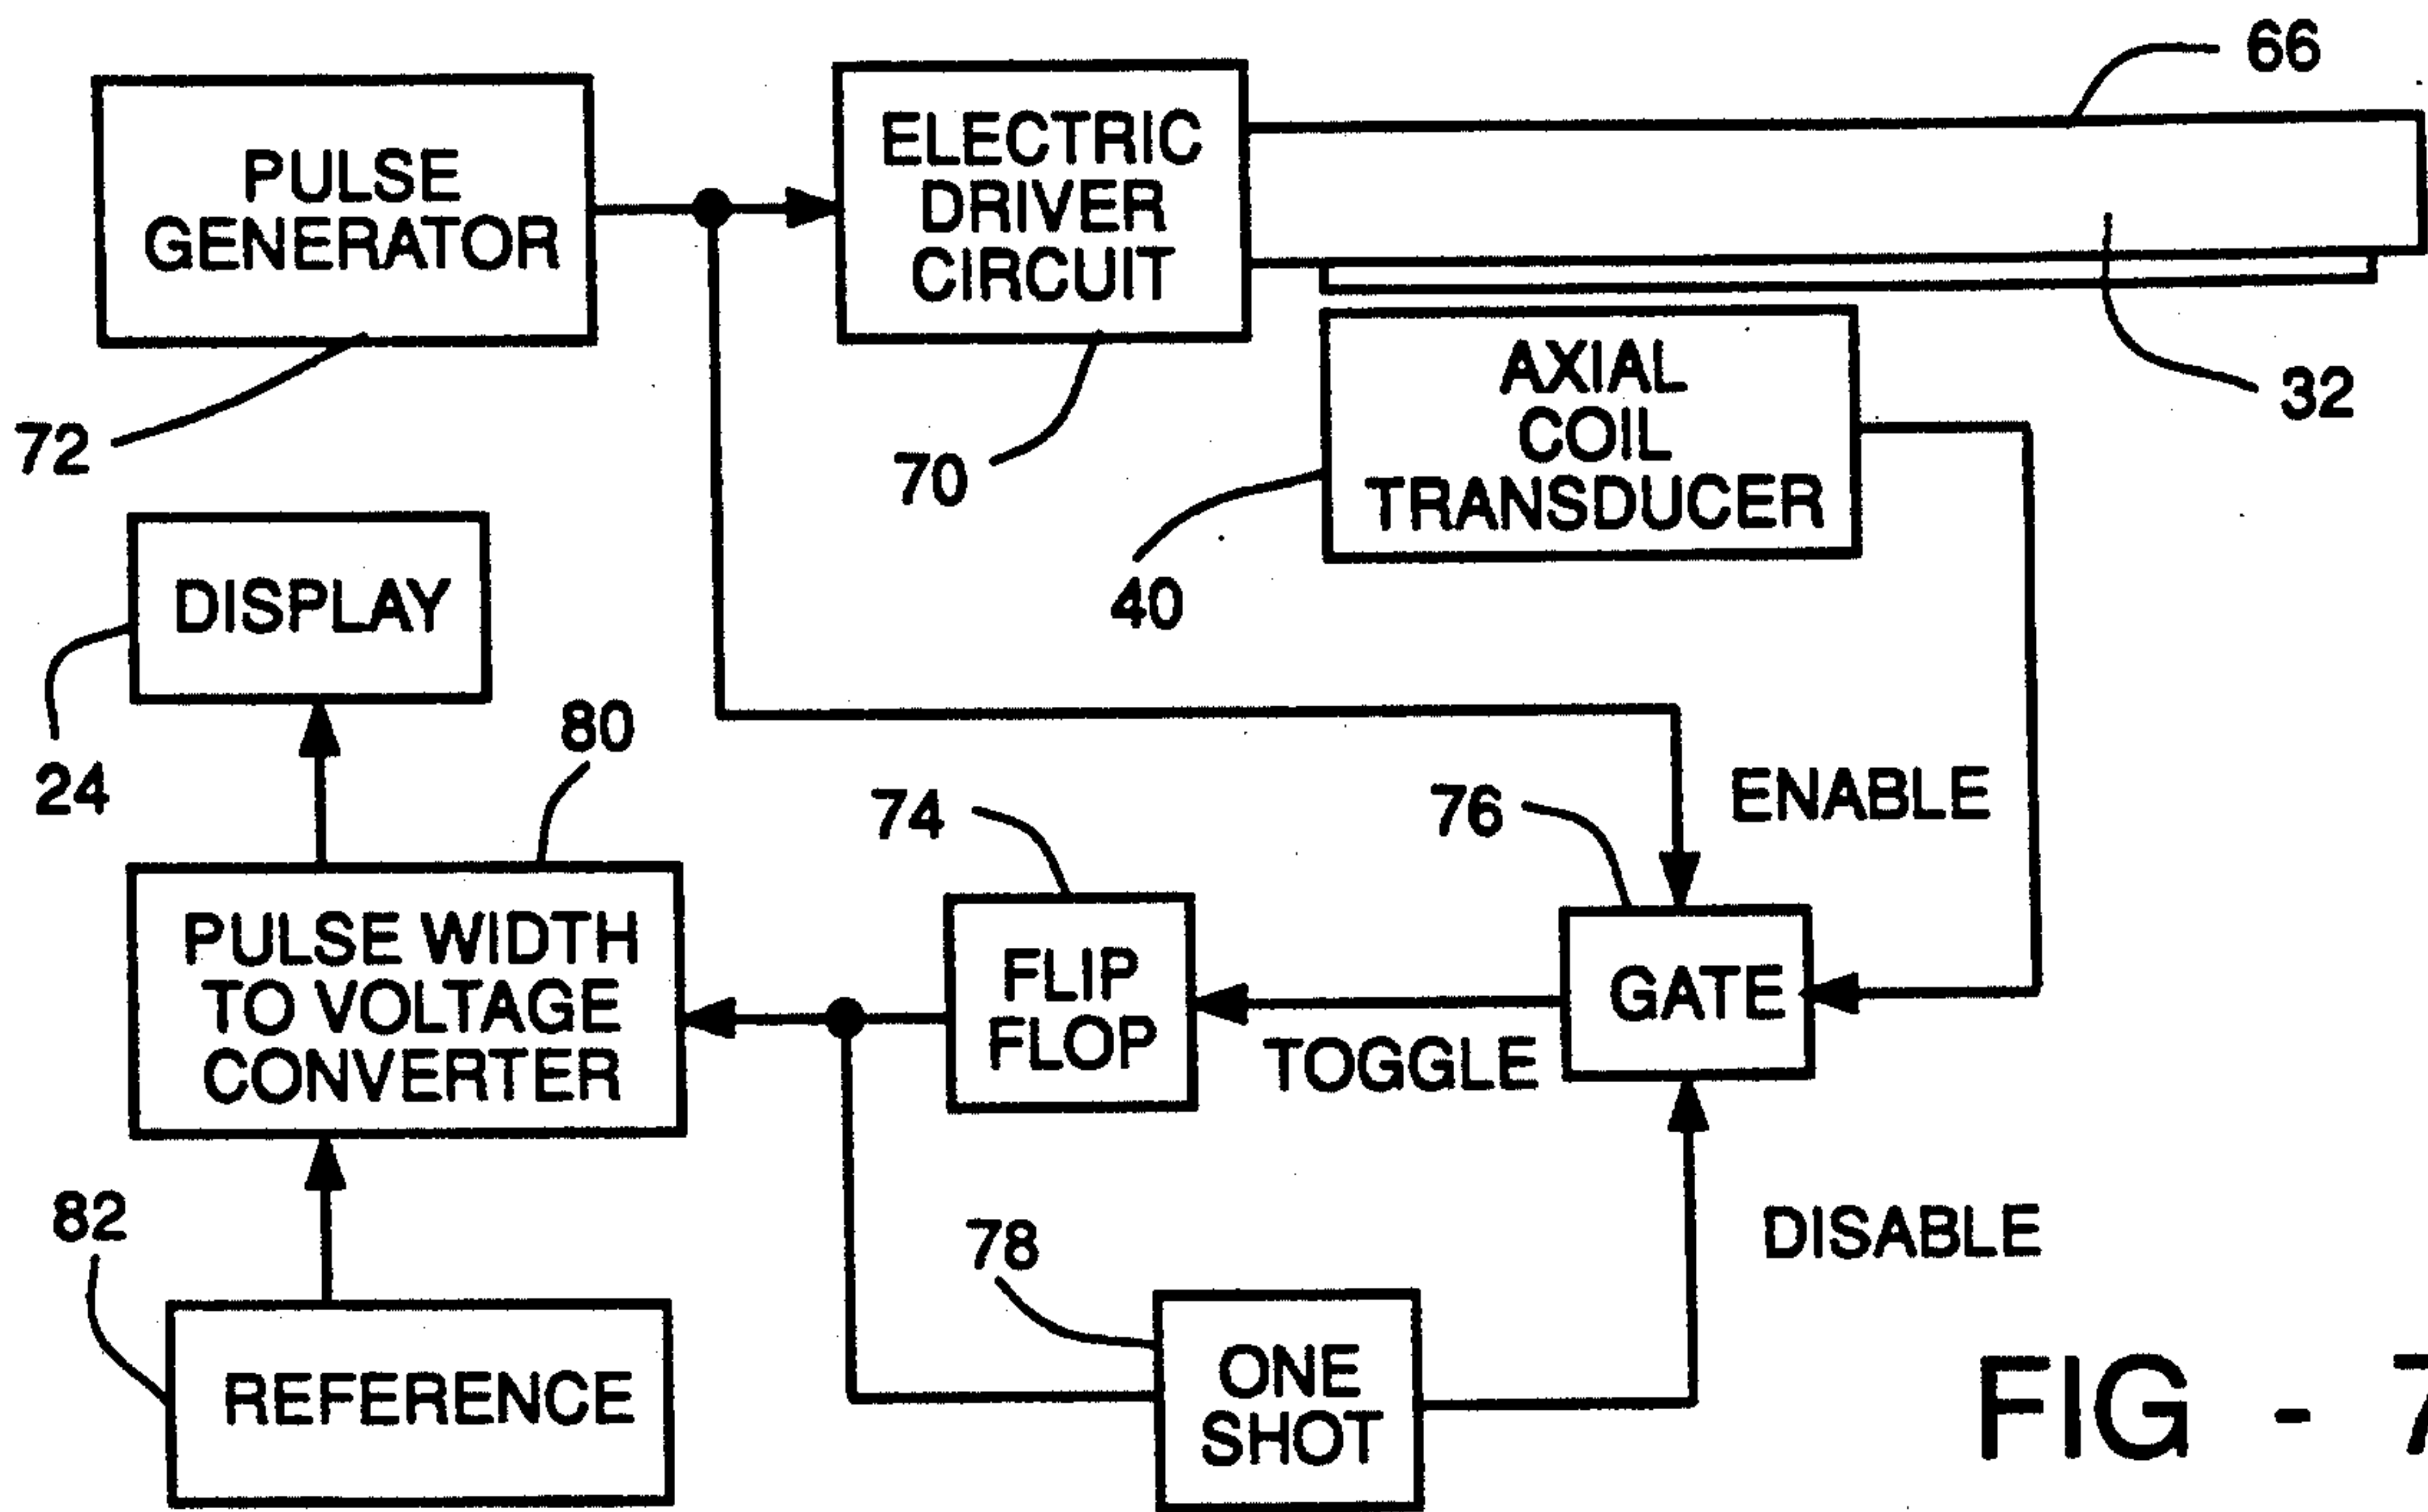 66
PULSE
GENERATOR
ELECTRIC
DRIVER
CIRCUIT
72
70
AXIAL
COIL
TRANSDUCER
32
40
DISPLAY
24
80
74
76
ENABLE
PULSE WIDTH
TO VOLTAGE
CONVERTER
FLIP
FLOP
TOGGLE
GATE
82
REFERENCE
78
ONE
SHOT
DISABLE
FIG - 7